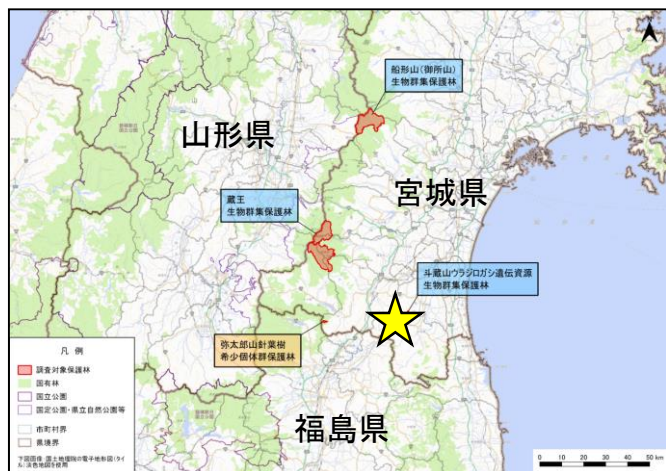 船形山(御所山)
生物群集保護林
山形県
宮城県
蔵王
生物群集保護林
斗蔵山ウラジロガシ遺伝資源
生物群集保護林
弥太郎山針葉樹
希少個体群保護林
福島県
凡 例
調査対象保護林
国有林
国立公園
国定公園・県立自然公園等
市町村界
県境界
下図画像:国土地理院の電子地形図(タイ
ル)淡色地図を使用
0 10 20 30 40 50 km